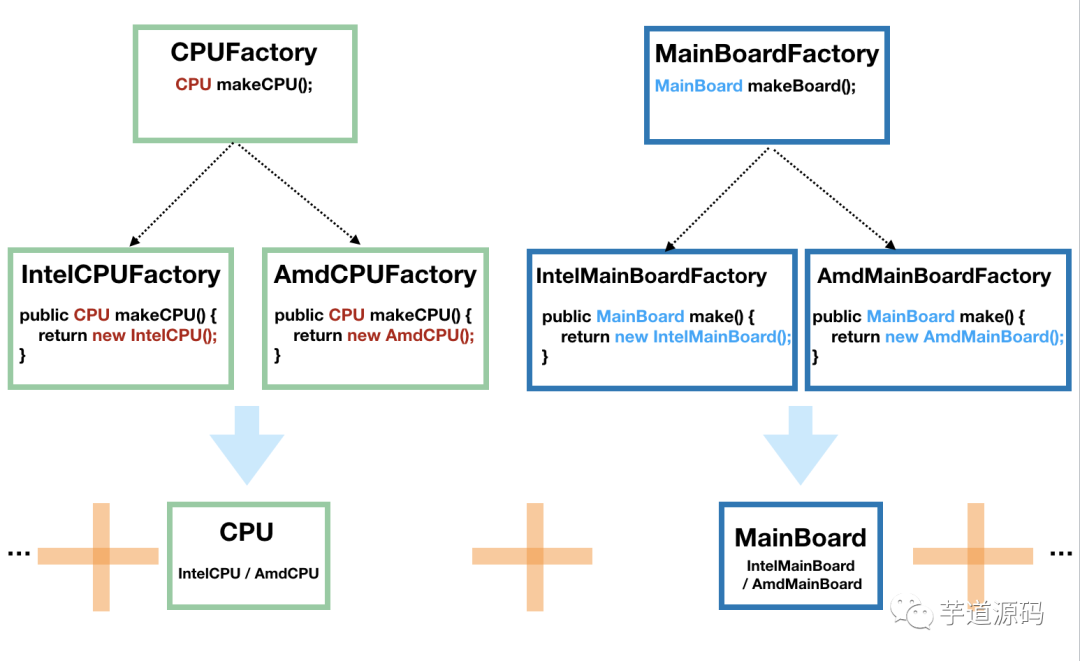 CPUFactory
CPU makeCPU();
MainBoardFactory
MainBoard makeBoard();
IntelCPUFactory
public CPU makeCPU() {
return new IntelCPU();
}
AmdCPUFactory
public CPU makeCPU() {
return new AmdCPU();
}
IntelMainBoardFactory
public MainBoard make() {
return new IntelMainBoard();
}
AmdMainBoardFactory
public MainBoard make() {
return new AmdMainBoard();
}
...
CPU
IntelCPU / AmdCPU
MainBoard
IntelMainBoard
/ AmdMainBoard
...
芋道源码